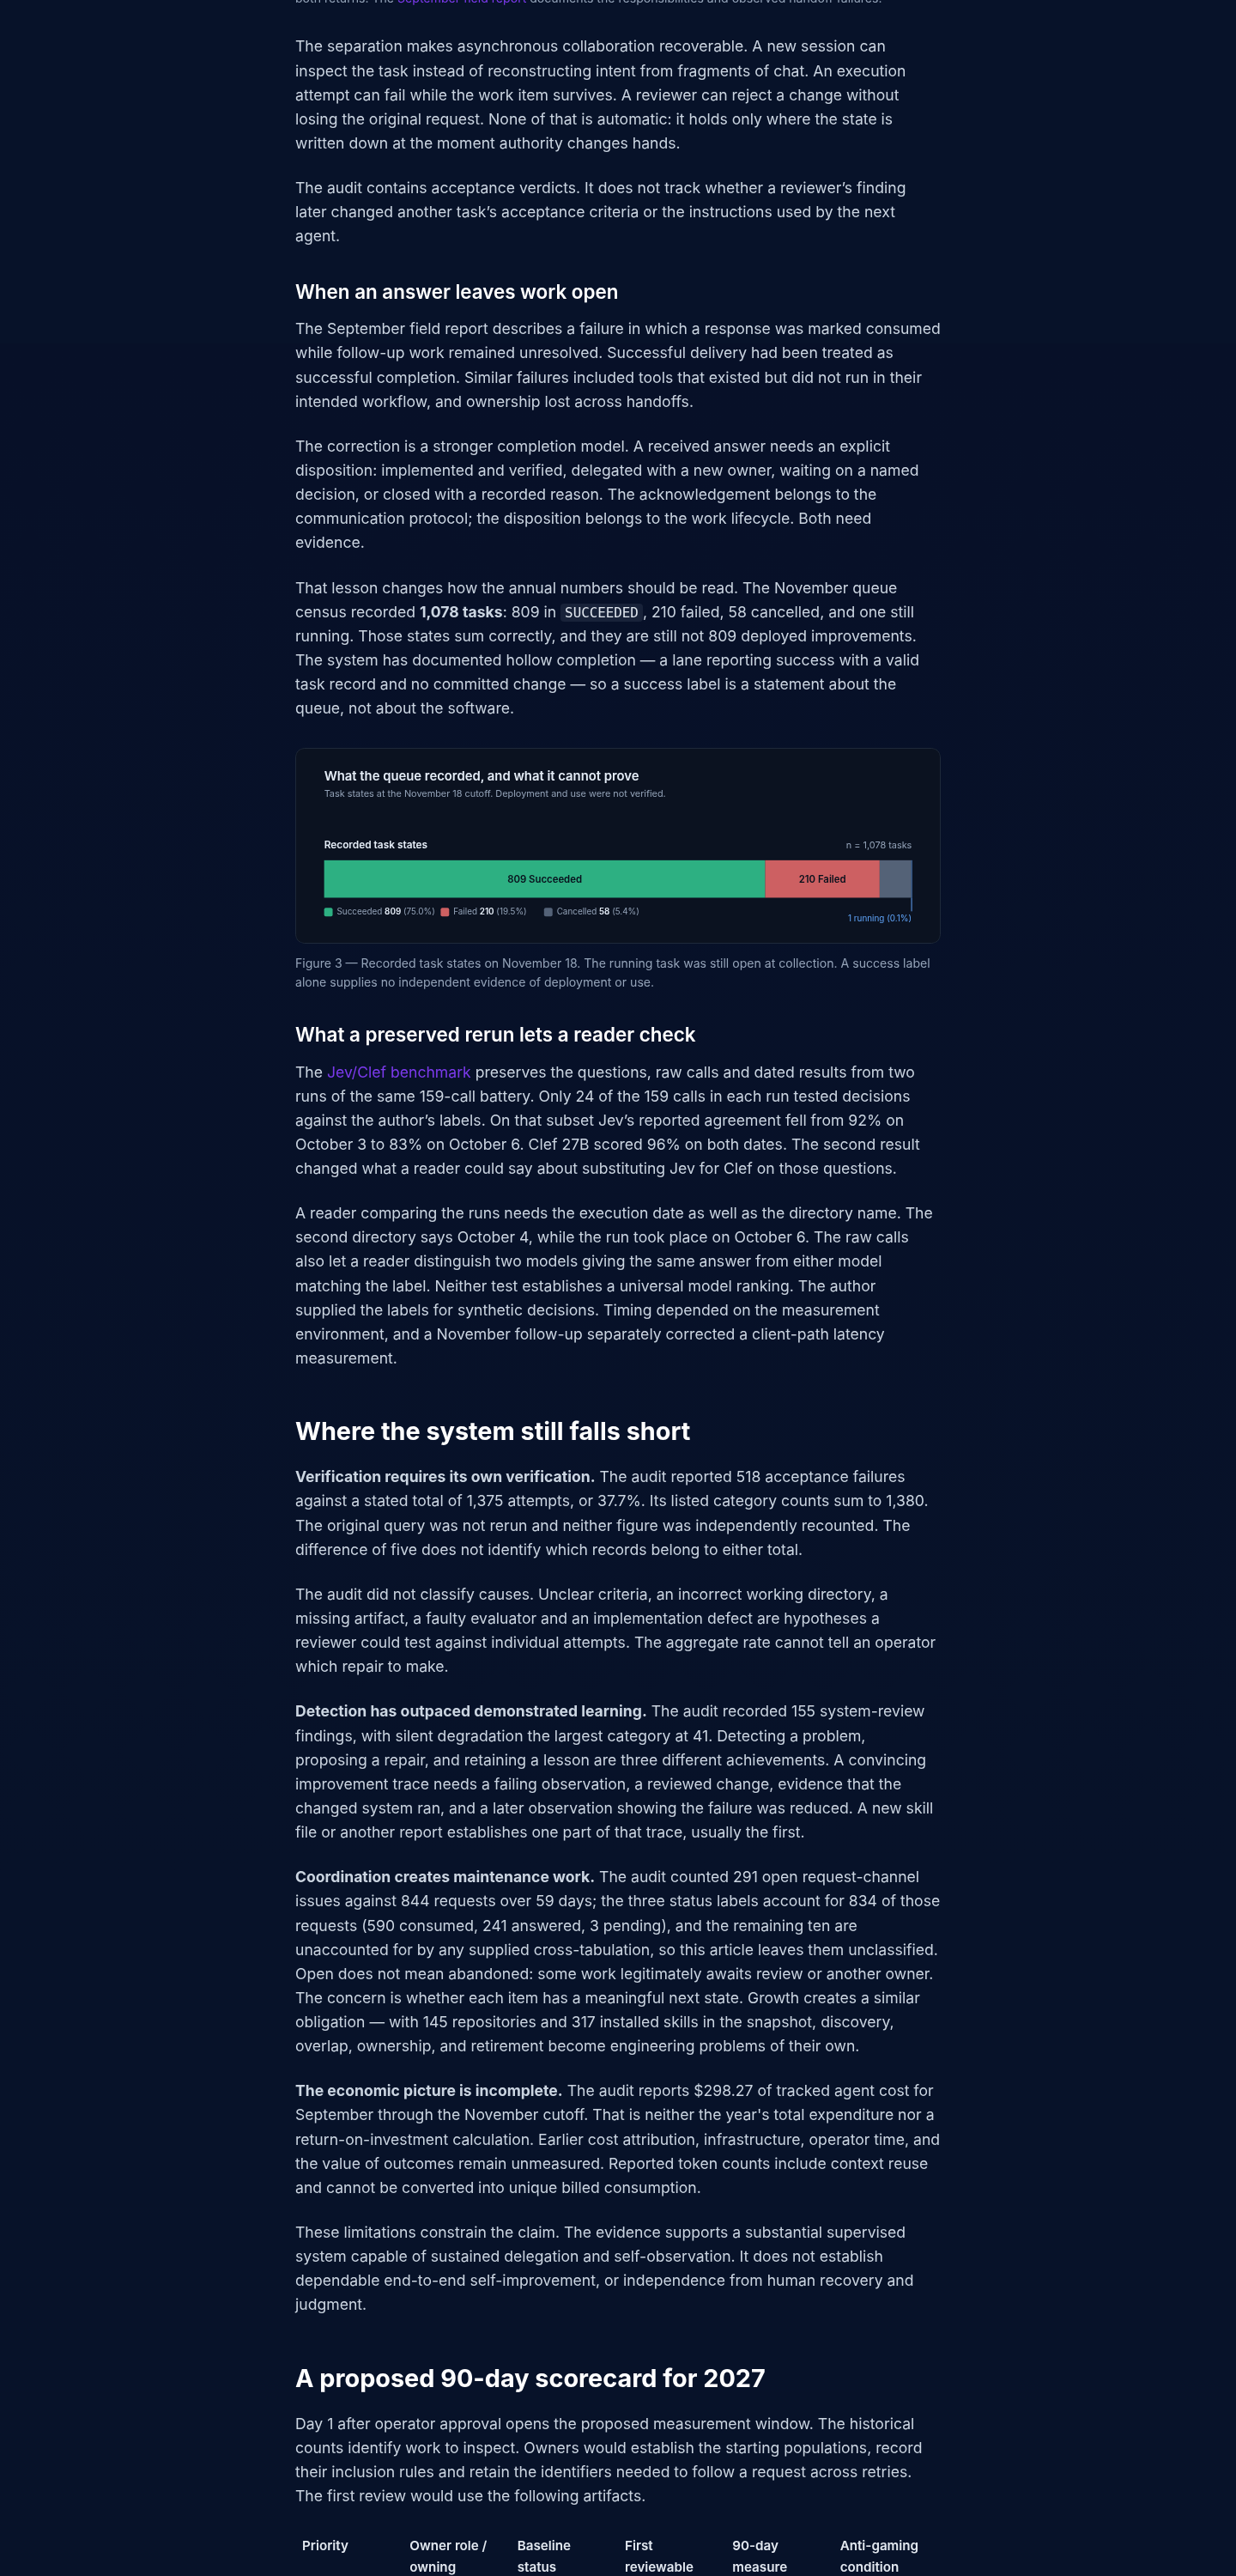 both returns. The September field report documents the responsibilities and observed handoff failures.
The separation makes asynchronous collaboration recoverable. A new session can
inspect the task instead of reconstructing intent from fragments of chat. An execution
attempt can fail while the work item survives. A reviewer can reject a change without
losing the original request. None of that is automatic: it holds only where the state is
written down at the moment authority changes hands.
The audit contains acceptance verdicts. It does not track whether a reviewer’s finding
later changed another task’s acceptance criteria or the instructions used by the next
agent.
When an answer leaves work open
The September field report describes a failure in which a response was marked consumed
while follow-up work remained unresolved. Successful delivery had been treated as
successful completion. Similar failures included tools that existed but did not run in their
intended workflow, and ownership lost across handoffs.
The correction is a stronger completion model. A received answer needs an explicit
disposition: implemented and verified, delegated with a new owner, waiting on a named
decision, or closed with a recorded reason. The acknowledgement belongs to the
communication protocol; the disposition belongs to the work lifecycle. Both need
evidence.
That lesson changes how the annual numbers should be read. The November queue
census recorded 1,078 tasks: 809 in SUCCEEDED, 210 failed, 58 cancelled, and one still
running. Those states sum correctly, and they are still not 809 deployed improvements.
The system has documented hollow completion — a lane reporting success with a valid
task record and no committed change — so a success label is a statement about the
queue, not about the software.
What the queue recorded, and what it cannot prove
Task states at the November 18 cutoff. Deployment and use were not verified.
Recorded task states n = 1,078 tasks
809 Succeeded 210 Failed
Succeeded 809 (75.0%) Failed 210 (19.5%) Cancelled 58 (5.4%)
1 running (0.1%)
Figure 3 — Recorded task states on November 18. The running task was still open at collection. A success label
alone supplies no independent evidence of deployment or use.
What a preserved rerun lets a reader check
The Jev/Clef benchmark preserves the questions, raw calls and dated results from two
runs of the same 159-call battery. Only 24 of the 159 calls in each run tested decisions
against the author’s labels. On that subset Jev’s reported agreement fell from 92% on
October 3 to 83% on October 6. Clef 27B scored 96% on both dates. The second result
changed what a reader could say about substituting Jev for Clef on those questions.
A reader comparing the runs needs the execution date as well as the directory name. The
second directory says October 4, while the run took place on October 6. The raw calls
also let a reader distinguish two models giving the same answer from either model
matching the label. Neither test establishes a universal model ranking. The author
supplied the labels for synthetic decisions. Timing depended on the measurement
environment, and a November follow-up separately corrected a client-path latency
measurement.
Where the system still falls short
Verification requires its own verification. The audit reported 518 acceptance failures
against a stated total of 1,375 attempts, or 37.7%. Its listed category counts sum to 1,380.
The original query was not rerun and neither figure was independently recounted. The
difference of five does not identify which records belong to either total.
The audit did not classify causes. Unclear criteria, an incorrect working directory, a
missing artifact, a faulty evaluator and an implementation defect are hypotheses a
reviewer could test against individual attempts. The aggregate rate cannot tell an operator
which repair to make.
Detection has outpaced demonstrated learning. The audit recorded 155 system-review
findings, with silent degradation the largest category at 41. Detecting a problem,
proposing a repair, and retaining a lesson are three different achievements. A convincing
improvement trace needs a failing observation, a reviewed change, evidence that the
changed system ran, and a later observation showing the failure was reduced. A new skill
file or another report establishes one part of that trace, usually the first.
Coordination creates maintenance work. The audit counted 291 open request-channel
issues against 844 requests over 59 days; the three status labels account for 834 of those
requests (590 consumed, 241 answered, 3 pending), and the remaining ten are
unaccounted for by any supplied cross-tabulation, so this article leaves them unclassified.
Open does not mean abandoned: some work legitimately awaits review or another owner.
The concern is whether each item has a meaningful next state. Growth creates a similar
obligation — with 145 repositories and 317 installed skills in the snapshot, discovery,
overlap, ownership, and retirement become engineering problems of their own.
The economic picture is incomplete. The audit reports $298.27 of tracked agent cost for
September through the November cutoff. That is neither the year's total expenditure nor a
return-on-investment calculation. Earlier cost attribution, infrastructure, operator time, and
the value of outcomes remain unmeasured. Reported token counts include context reuse
and cannot be converted into unique billed consumption.
These limitations constrain the claim. The evidence supports a substantial supervised
system capable of sustained delegation and self-observation. It does not establish
dependable end-to-end self-improvement, or independence from human recovery and
judgment.
A proposed 90-day scorecard for 2027
Day 1 after operator approval opens the proposed measurement window. The historical
counts identify work to inspect. Owners would establish the starting populations, record
their inclusion rules and retain the identifiers needed to follow a request across retries.
The first review would use the following artifacts.
Priority Owner role / Baseline First 90-day Anti-gaming
owning status reviewable measure condition